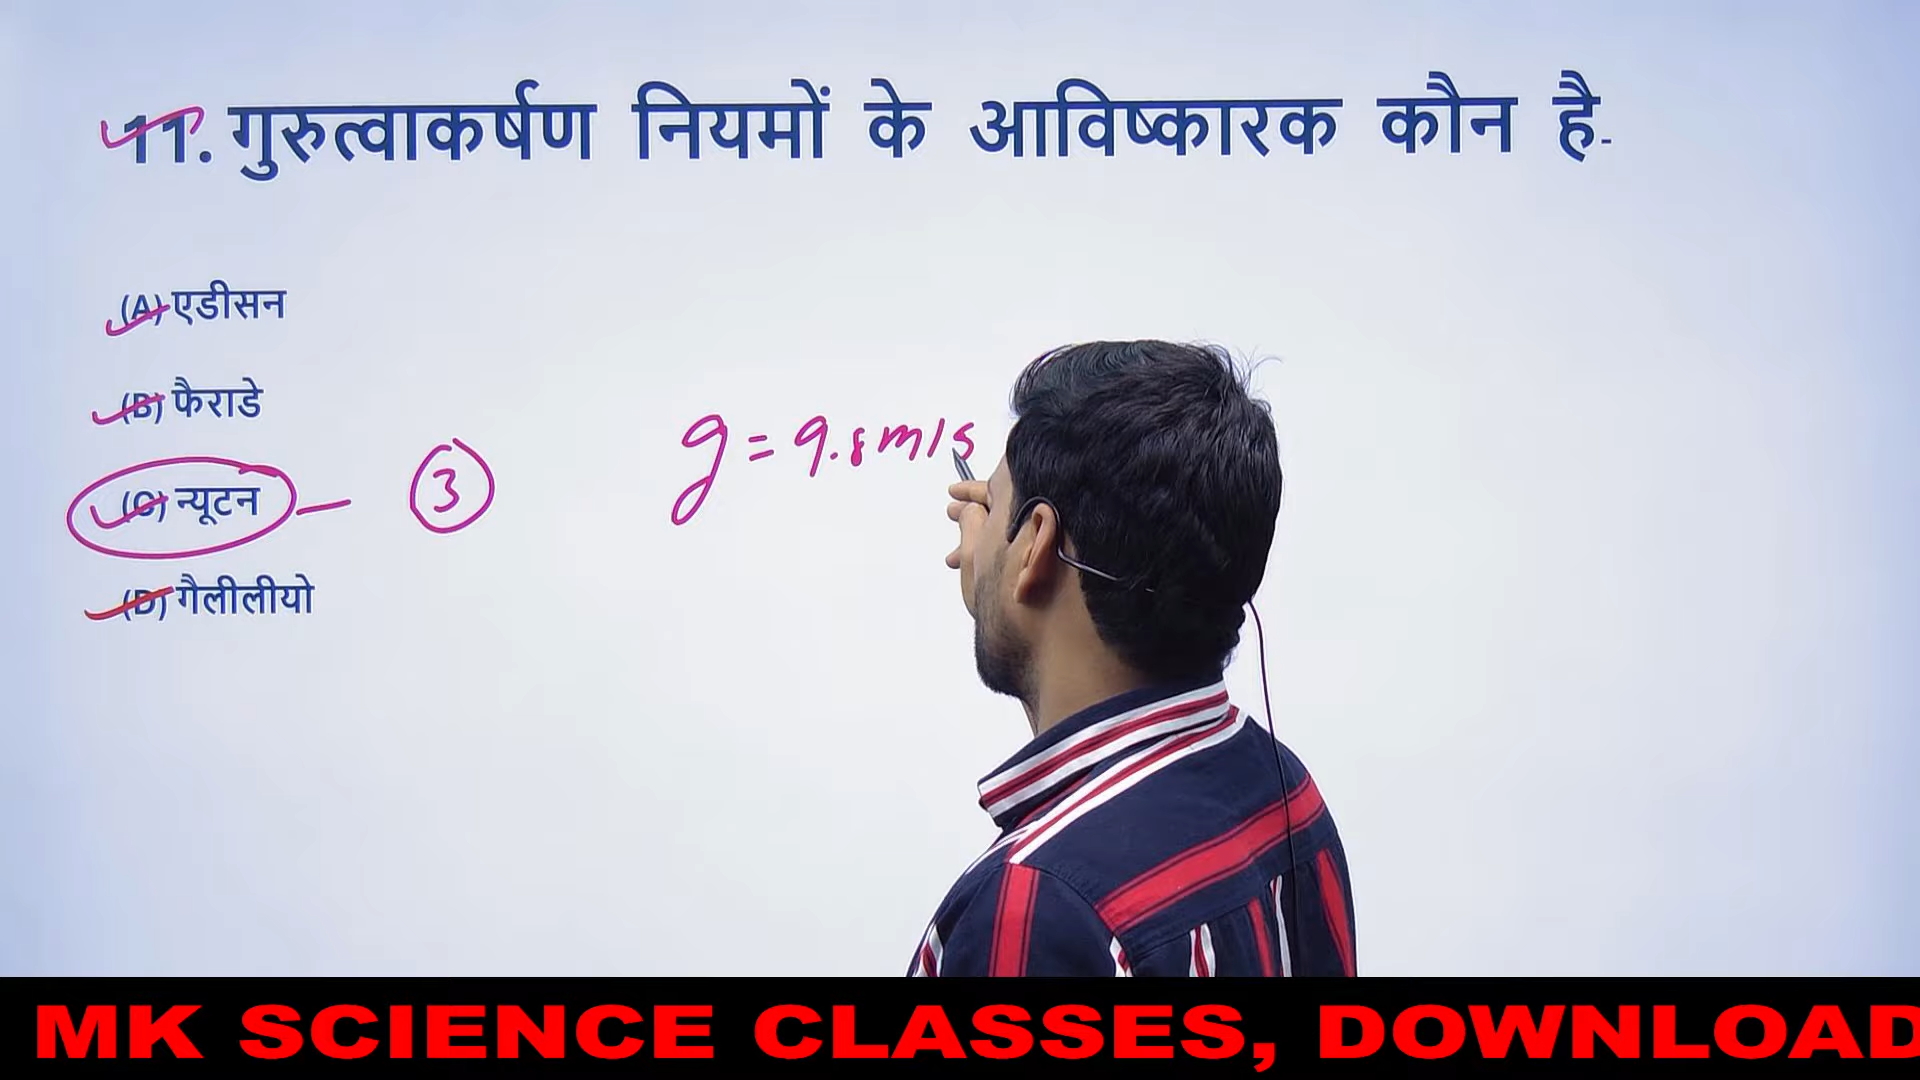 11. गुरुत्वाकर्षण नियमों के आविष्कारक कौन है-
(A) एडीसन
(B) फैराडे
(C) न्यूटन
3
g = 9.8 m/s
(D) गैलीलीयो
MK SCIENCE CLASSES, DOWNLOAD